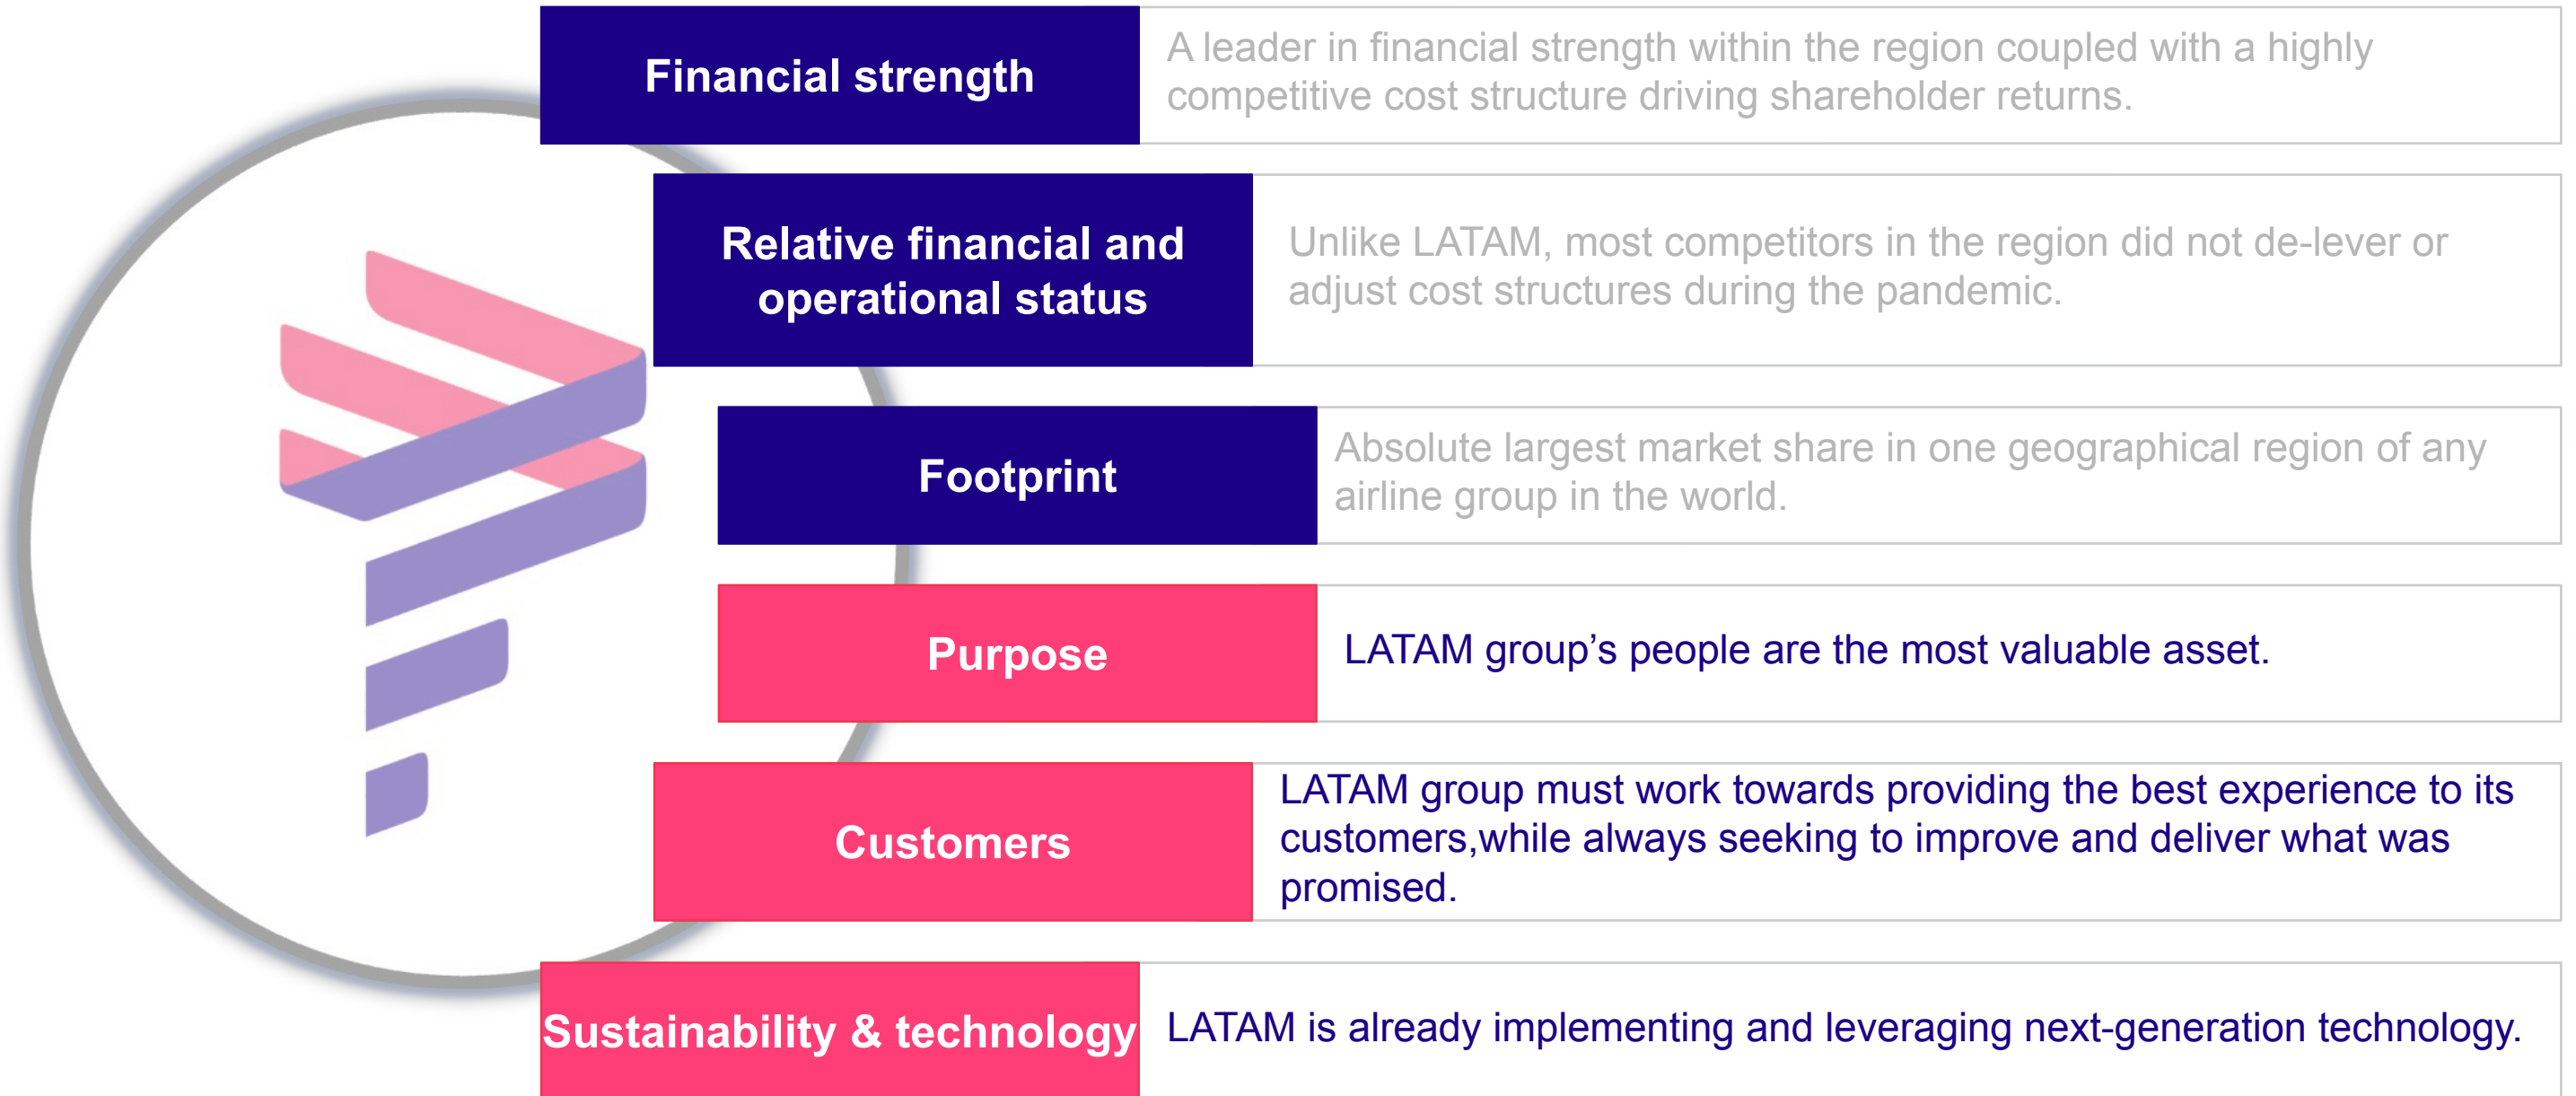 Financial strength
A leader in financial strength within the region coupled with a highly
competitive cost structure driving shareholder returns.
Relative financial and
operational status
Unlike LATAM, most competitors in the region did not de-lever or
adjust cost structures during the pandemic.
Footprint
Absolute largest market share in one geographical region of any
airline group in the world.
Purpose
LATAM group’s people are the most valuable asset.
Customers
LATAM group must work towards providing the best experience to its
customers,while always seeking to improve and deliver what was
promised.
Sustainability & technology
LATAM is already implementing and leveraging next-generation technology.